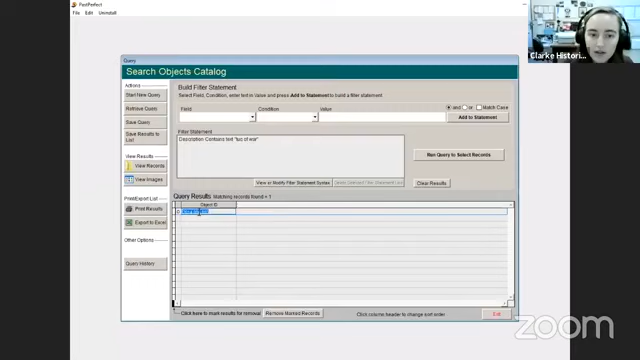 PastPerfect
File Edit Uninstall
Clarke Histori...
Query
Search Objects Catalog
Actions
Start New Query
Retrieve Query
Save Query
Save Results to List
View Results
View Records
View Images
Print/Export List
Print Results
Export to Excel
Other Options
Query History
Build Filter Statement
Select Field, Condition, enter text in Value and press Add to Statement to build a filter statement.
Field Condition Value
and or Match Case
Add to Statement
Filter Statement
Description Contains text "tug of war"
Run Query to Select Records
View or Modify Filter Statement Syntax
Clear Results
Query Results Matching records found = 1
Object ID
Click here to mark results for removal
Remove Marked Records
Click column header to change sort order
Exit
zoom